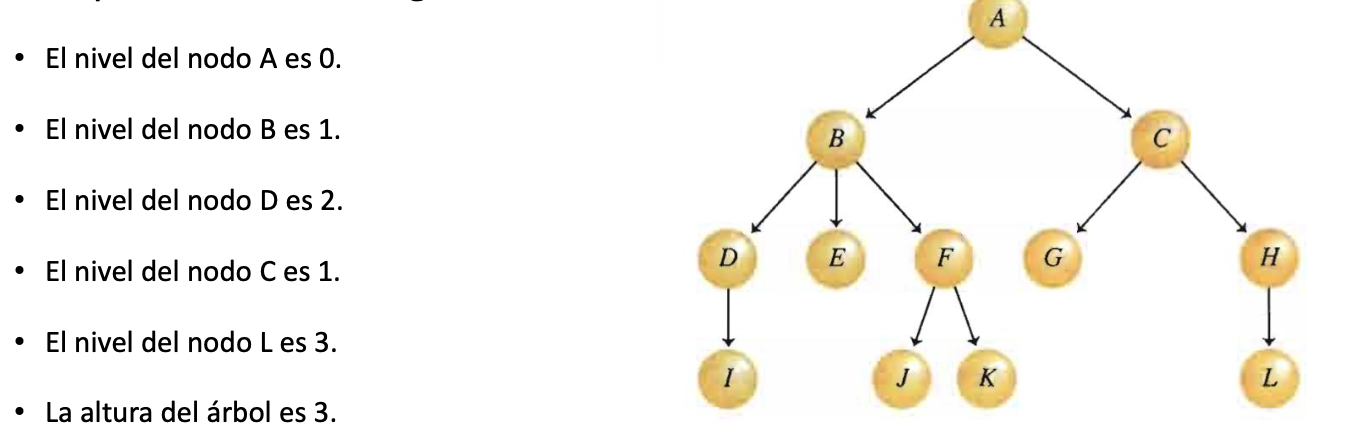 • El nivel del nodo A es 0.
• El nivel del nodo B es 1.
• El nivel del nodo D es 2.
• El nivel del nodo C es 1.
• El nivel del nodo L es 3.
• La altura del árbol es 3.
A
B C
D E F G H
I J K L